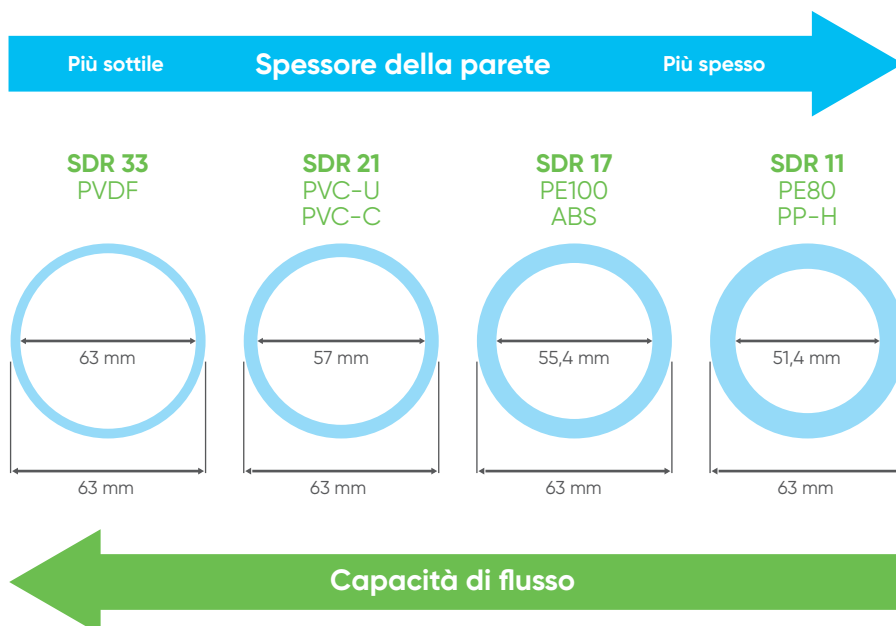 Più sottile Spessore della parete Più spesso
SDR 33
PVDF
SDR 21
PVC-U
PVC-C
SDR 17
PE100
ABS
SDR 11
PE80
PP-H
63 mm
57 mm
55,4 mm
51,4 mm
63 mm
63 mm
63 mm
63 mm
Capacità di flusso